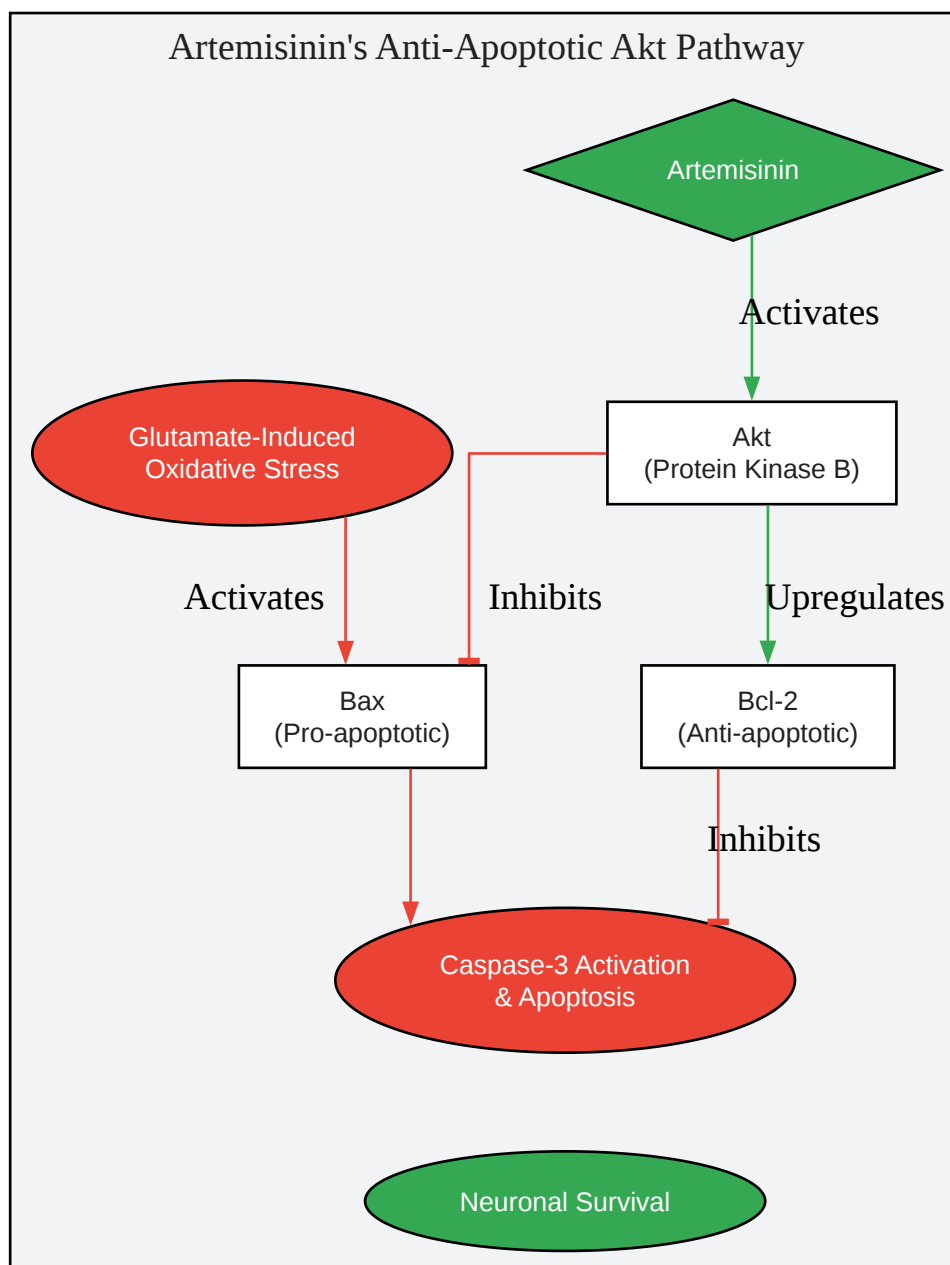 Artemisinin's Anti-Apoptotic Akt Pathway
Artemisinin
Activates
Glutamate-Induced
Oxidative Stress
Akt
(Protein Kinase B)
Activates
Inhibits
Upregulates
Bax
(Pro-apoptotic)
Bcl-2
(Anti-apoptotic)
Inhibits
Caspase-3 Activation
& Apoptosis
Neuronal Survival